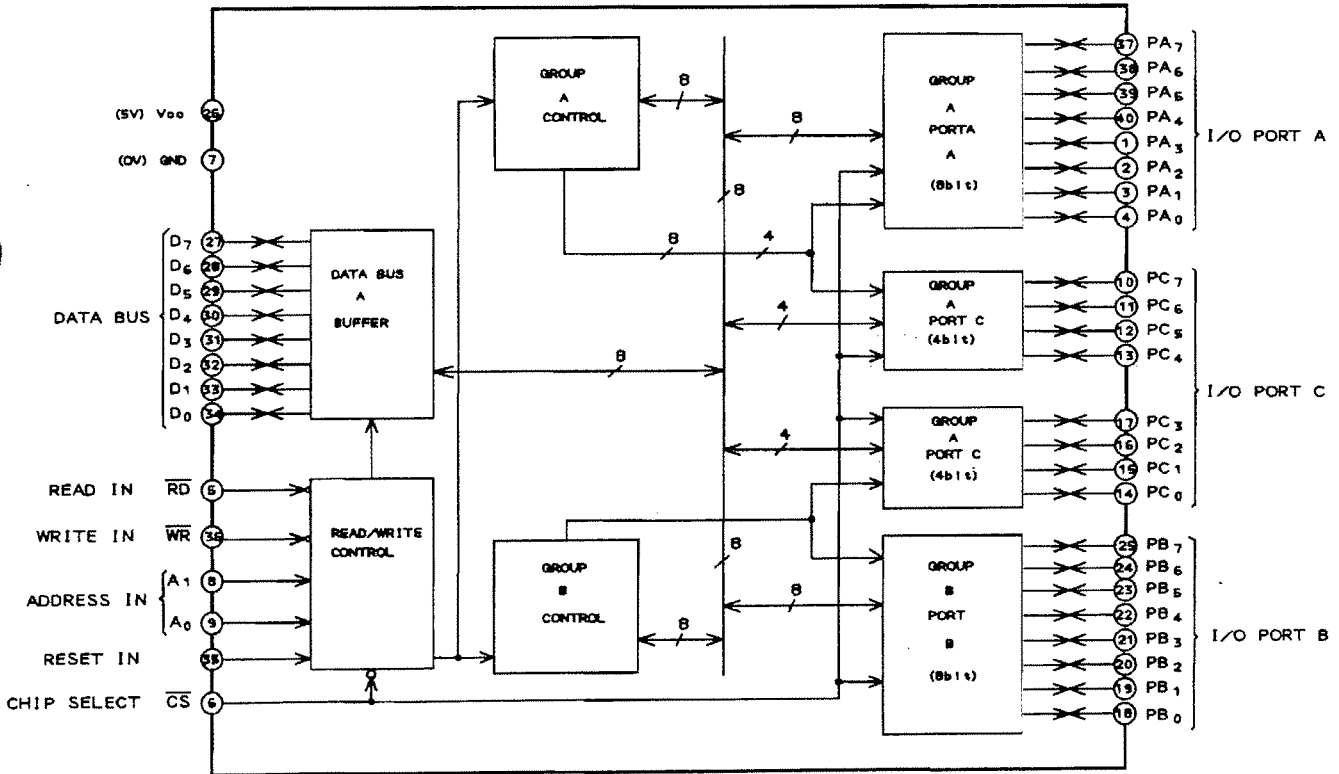 (5V) VDD 26
(0V) GND 7
DATA BUS
D7 27
D6 28
D5 29
D4 30
D3 31
D2 32
D1 33
D0 34
READ IN RD 5
WRITE IN WR 36
ADDRESS IN
A1 8
A0 9
RESET IN 35
CHIP SELECT CS 6
DATA BUS
A
BUFFER
READ/WRITE
CONTROL
GROUP
A
CONTROL
GROUP
B
CONTROL
8
8
8
8
4
4
8
4
8
8
8
GROUP
A
PORTA
A
(8bit)
GROUP
A
PORT C
(4bit)
GROUP
A
PORT C
(4bit)
GROUP
B
PORT
B
(8bit)
37 PA7
38 PA6
39 PA5
40 PA4
1 PA3
2 PA2
3 PA1
4 PA0
I/O PORT A
10 PC7
11 PC6
12 PC5
13 PC4
17 PC3
16 PC2
15 PC1
14 PC0
I/O PORT C
25 PB7
24 PB6
23 PB5
22 PB4
21 PB3
20 PB2
19 PB1
18 PB0
I/O PORT B